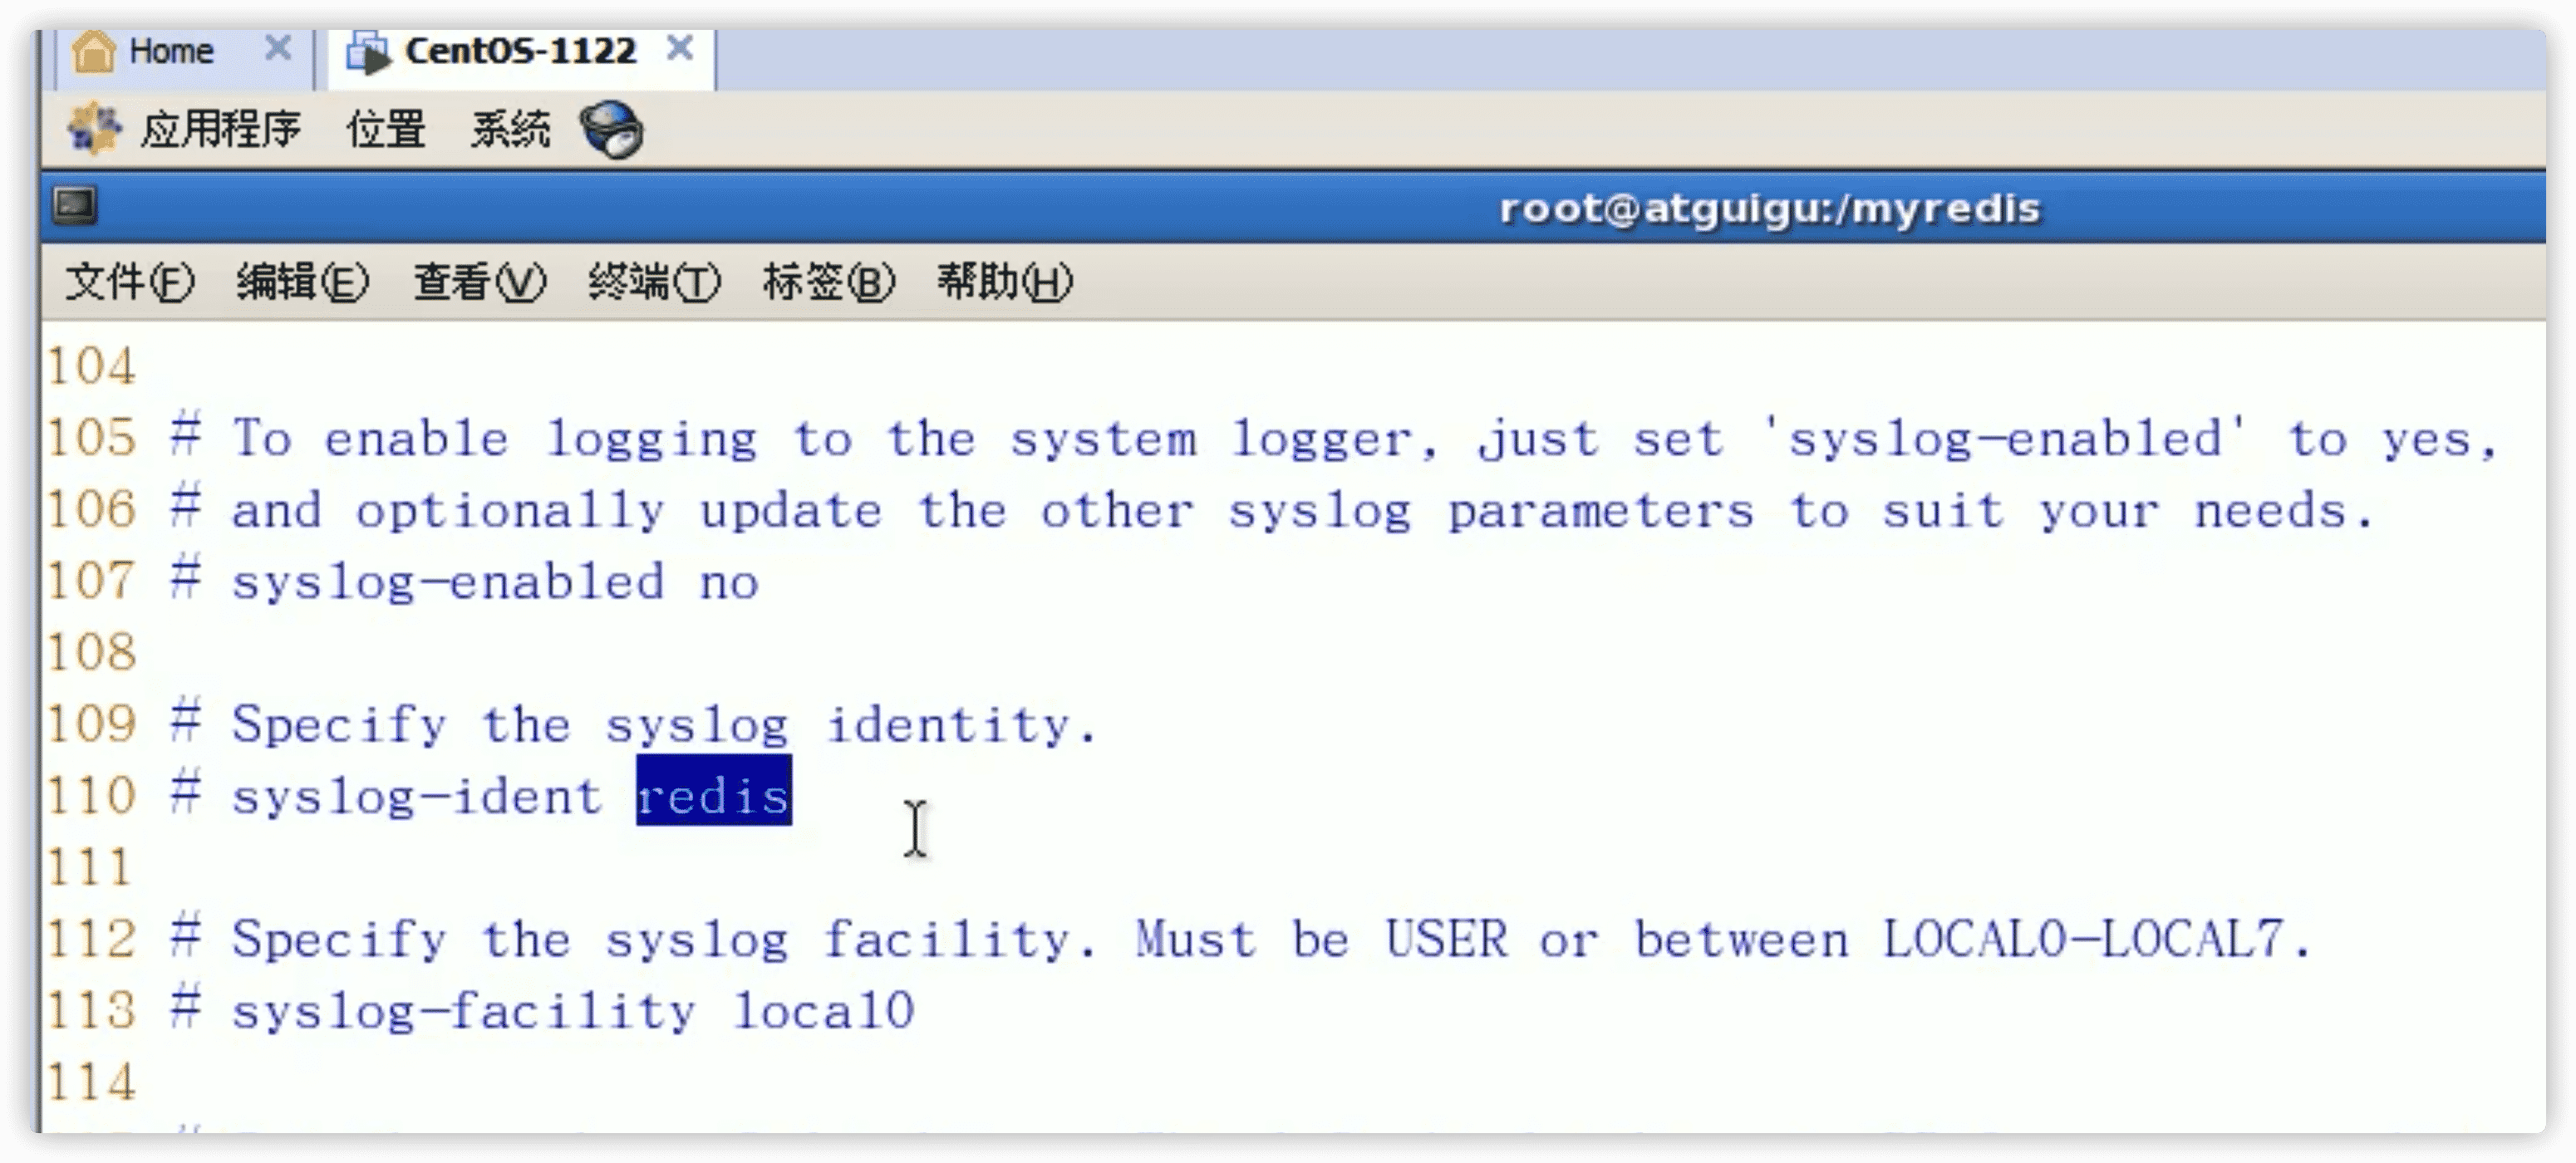 Home
CentOS-1122
应用程序 位置 系统
root@atguigu:/myredis
文件(F) 编辑(E) 查看(V) 终端(T) 标签(B) 帮助(H)
104
105 # To enable logging to the system logger, just set 'syslog-enabled' to yes,
106 # and optionally update the other syslog parameters to suit your needs.
107 # syslog-enabled no
108
109 # Specify the syslog identity.
110 # syslog-ident redis
111
112 # Specify the syslog facility. Must be USER or between LOCAL0-LOCAL7.
113 # syslog-facility local0
114